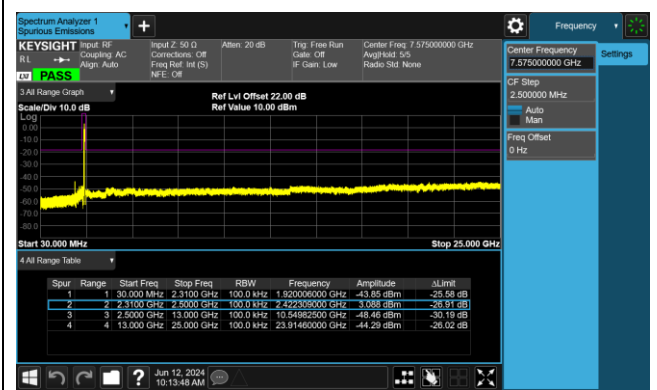 Spectrum Analyzer 1
Spurious Emissions
Frequency
KEYSIGHT
Input: RF
Coupling: AC
Align: Auto
Input Z: 50 Ω
Corrections: Off
Freq Ref: Int (S)
NFE: Off
Atten: 20 dB
Trig: Free Run
Gate: Off
IF Gain: Low
Center Freq: 7.575000000 GHz
Avg|Hold: 5/5
Radio Std: None
RL
PASS
Center Frequency
7.575000000 GHz
Settings
CF Step
2.500000 MHz
Auto
Man
Freq Offset
0 Hz
3 All Range Graph
Scale/Div 10.0 dB
Ref Lvl Offset 22.00 dB
Ref Value 10.00 dBm
Log
0.00
-10.0
-20.0
-30.0
-40.0
-50.0
-60.0
-70.0
-80.0
Start 30.000 MHz Stop 25.000 GHz
4 All Range Table
Spur Range Start Freq Stop Freq RBW Frequency Amplitude ΔLimit
1 1 30.000 MHz 2.3100 GHz 100.0 kHz 1.920006000 GHz -43.85 dBm -25.58 dB
2 2 2.3100 GHz 2.5000 GHz 100.0 kHz 2.422309000 GHz 3.088 dBm -26.91 dB
3 3 2.5000 GHz 13.000 GHz 100.0 kHz 10.54982500 GHz -48.46 dBm -30.19 dB
4 4 13.000 GHz 25.000 GHz 100.0 kHz 23.91460000 GHz -44.29 dBm -26.02 dB
Jun 12, 2024
10:13:48 AM